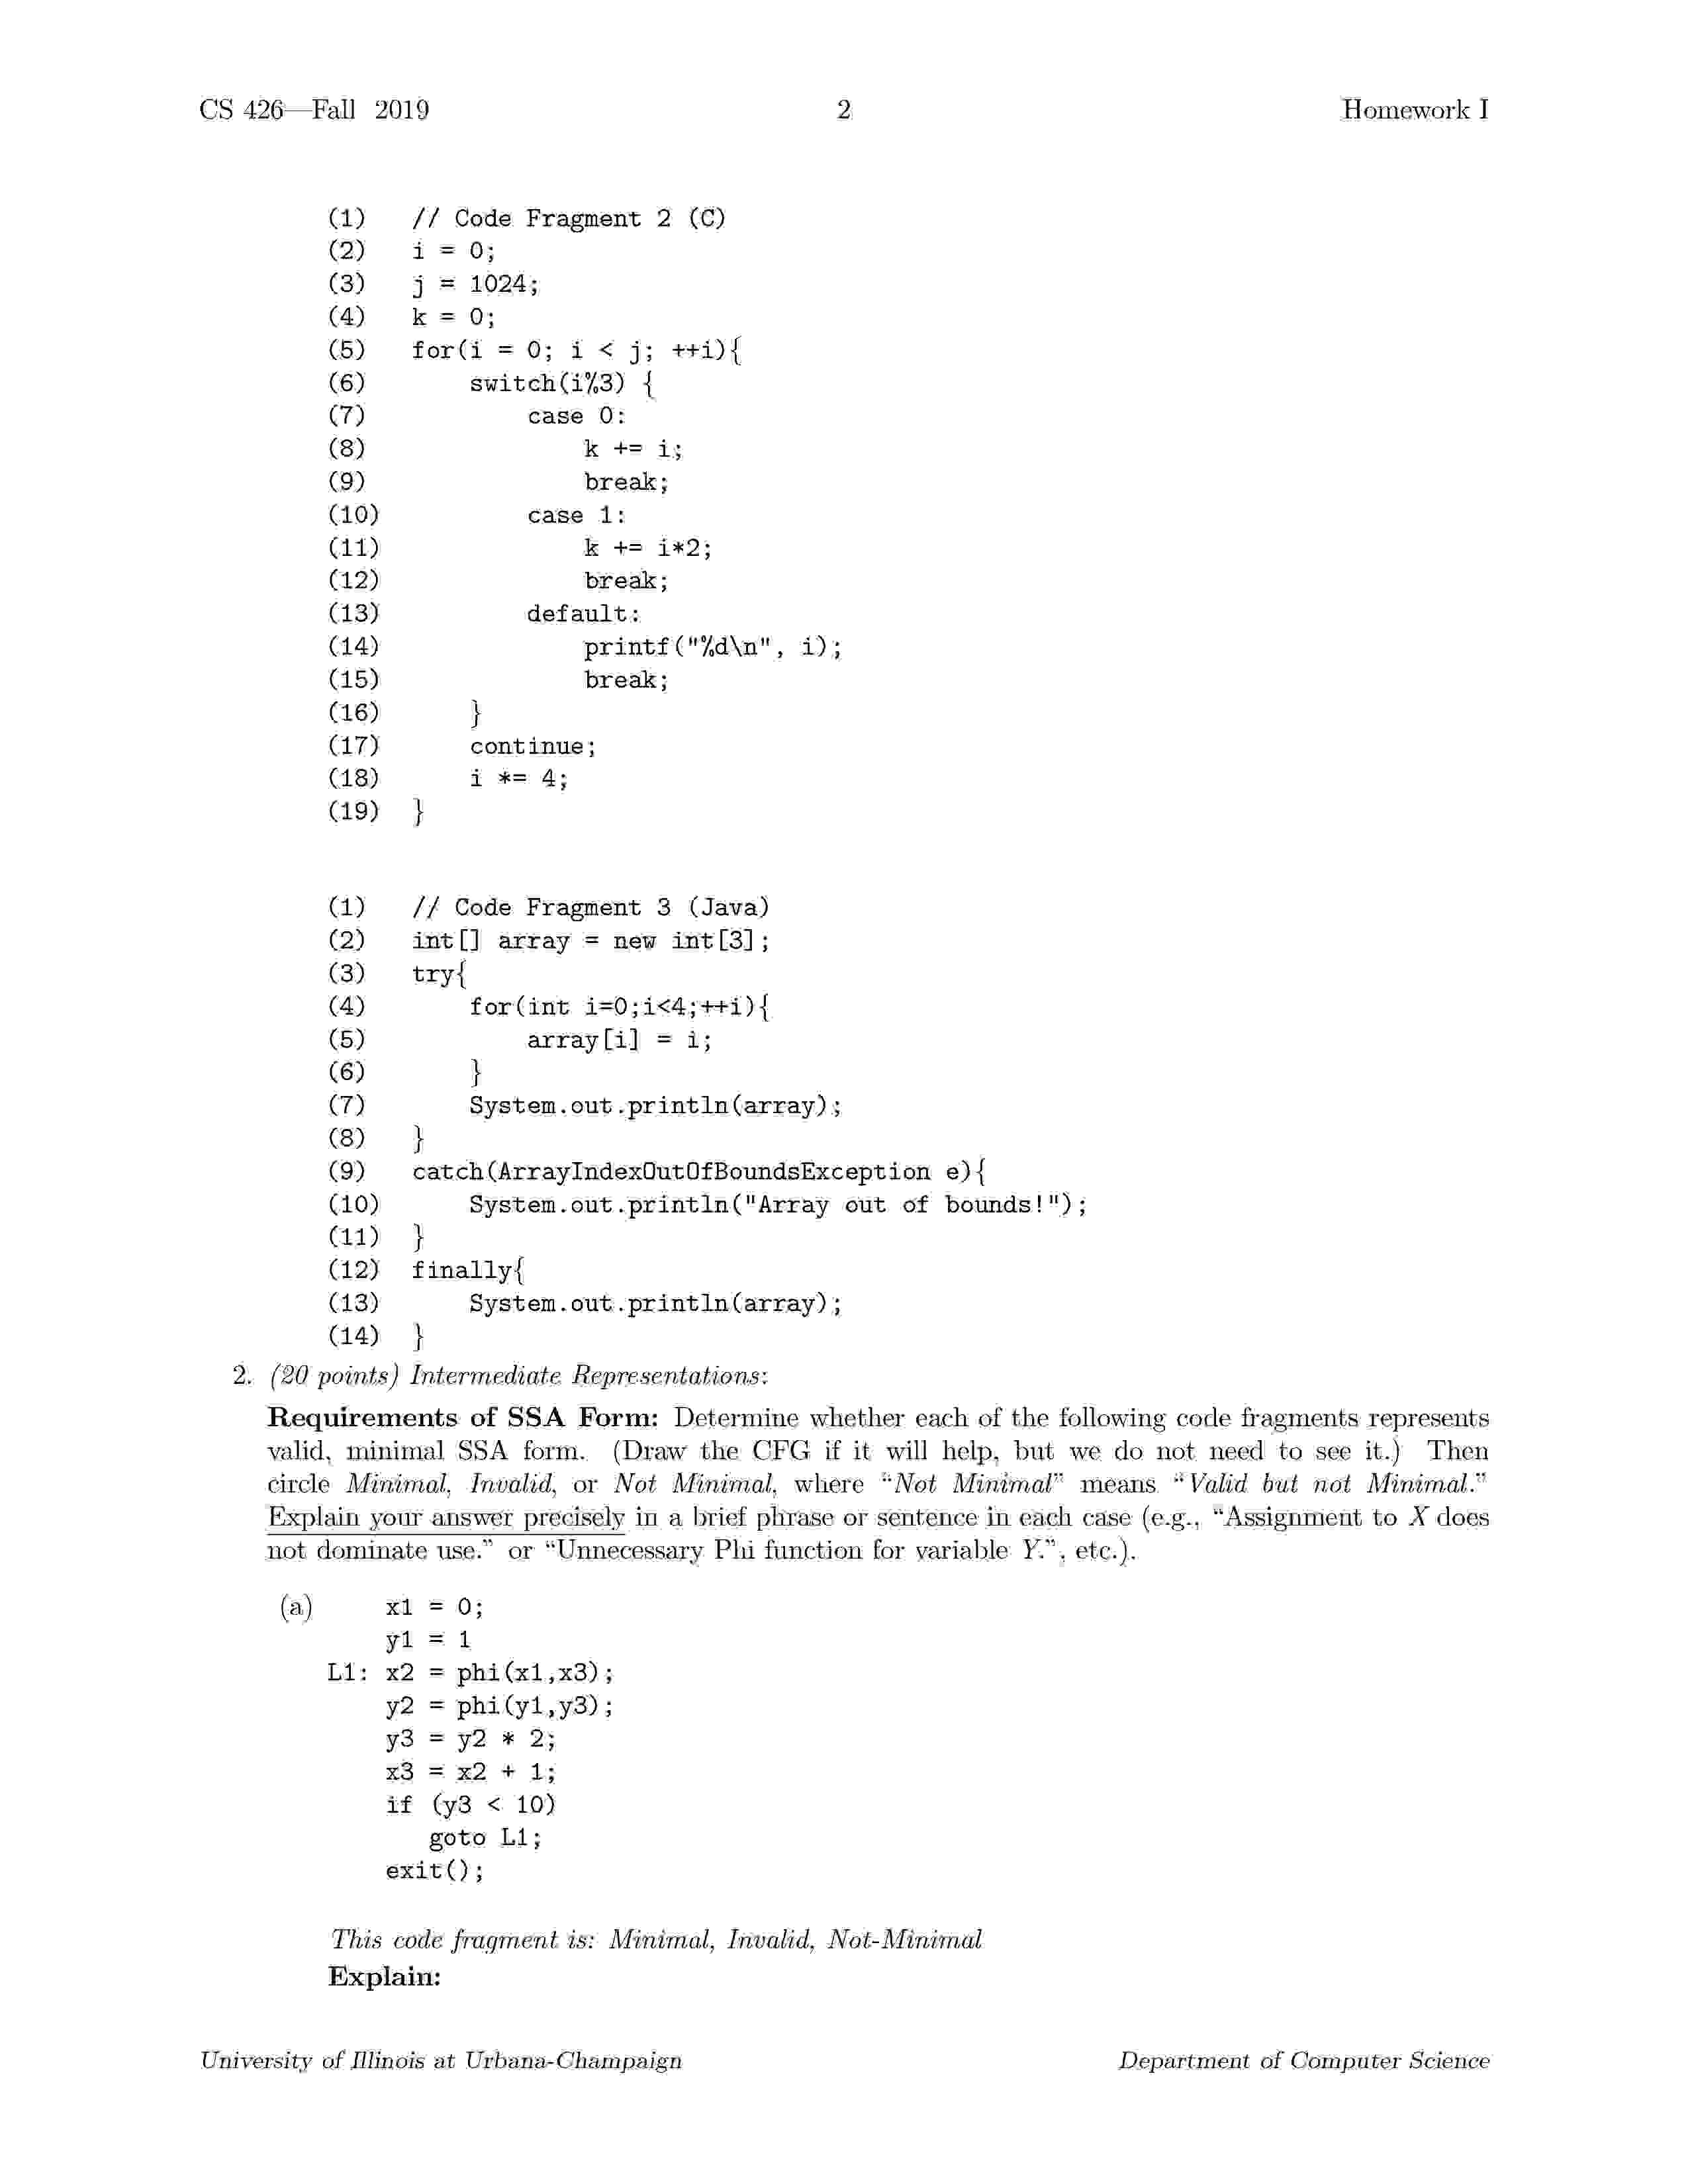 CS 426—Fall 2019 2 Homework I
(1) // Code Fragment 2 (C)
(2) i = 0;
(3) j = 1024;
(4) k = 0;
(5) for(i = 0; i < j; ++i){
(6) switch(i%3) {
(7) case 0:
(8) k += i;
(9) break;
(10) case 1:
(11) k += i*2;
(12) break;
(13) default:
(14) printf("%d\n", i);
(15) break;
(16) }
(17) continue;
(18) i *= 4;
(19) }
(1) // Code Fragment 3 (Java)
(2) int[] array = new int[3];
(3) try{
(4) for(int i=0;i<4;++i){
(5) array[i] = i;
(6) }
(7) System.out.println(array);
(8) }
(9) catch(ArrayIndexOutOfBoundsException e){
(10) System.out.println("Array out of bounds!");
(11) }
(12) finally{
(13) System.out.println(array);
(14) }
2. (20 points) Intermediate Representations:
Requirements of SSA Form: Determine whether each of the following code fragments represents
valid, minimal SSA form. (Draw the CFG if it will help, but we do not need to see it.) Then
circle Minimal, Invalid, or Not Minimal, where “Not Minimal” means “Valid but not Minimal.”
Explain your answer precisely in a brief phrase or sentence in each case (e.g., “Assignment to X does
not dominate use.” or “Unnecessary Phi function for variable Y.”, etc.).
(a) x1 = 0;
y1 = 1
L1: x2 = phi(x1,x3);
y2 = phi(y1,y3);
y3 = y2 * 2;
x3 = x2 + 1;
if (y3 < 10)
goto L1;
exit();
This code fragment is: Minimal, Invalid, Not-Minimal
Explain:
University of Illinois at Urbana-Champaign Department of Computer Science